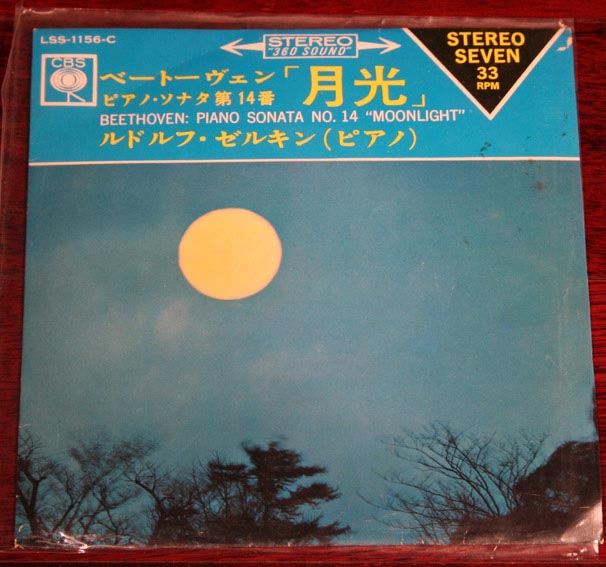 LSS-1156-C
STEREO
"360 SOUND"
STEREO
SEVEN
33
RPM
CBS
ベートーヴェン「月光」
ピアノ・ソナタ第14番
BEETHOVEN: PIANO SONATA NO. 14 "MOONLIGHT"
ルドルフ・ゼルキン(ピアノ)